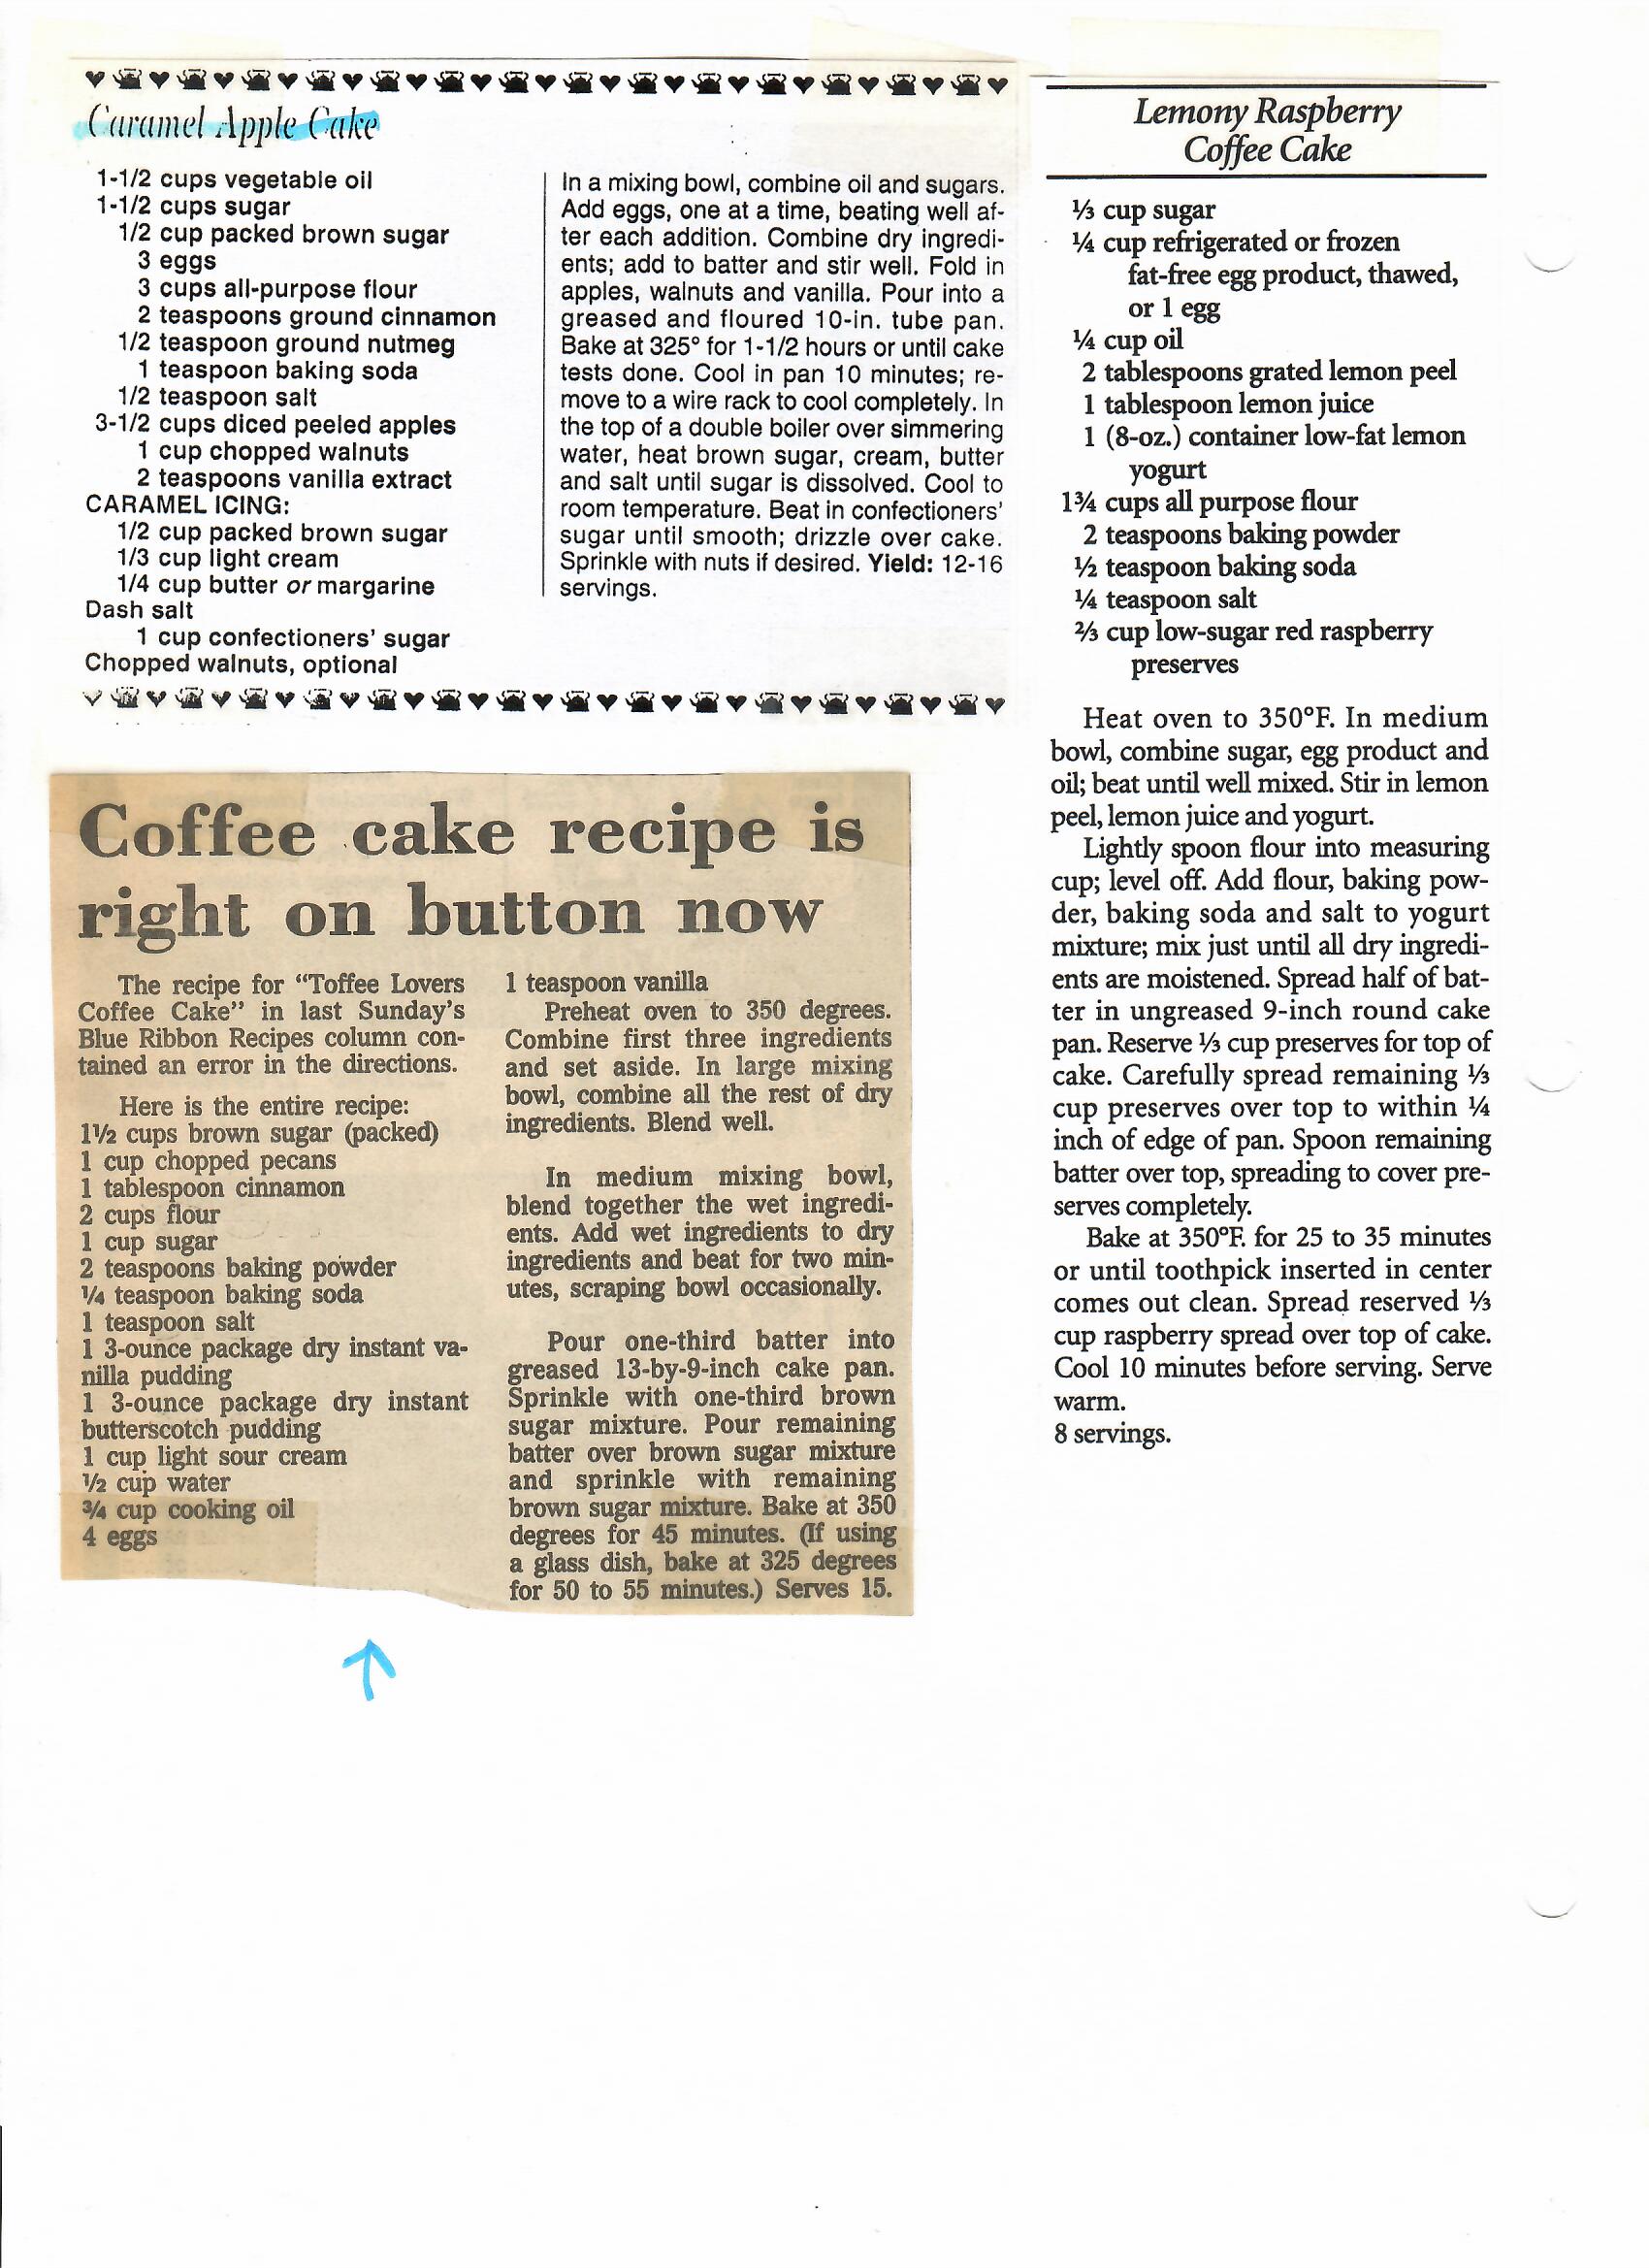 Caramel Apple Cake
1-1/2 cups vegetable oil
1-1/2 cups sugar
1/2 cup packed brown sugar
3 eggs
3 cups all-purpose flour
2 teaspoons ground cinnamon
1/2 teaspoon ground nutmeg
1 teaspoon baking soda
1/2 teaspoon salt
3-1/2 cups diced peeled apples
1 cup chopped walnuts
2 teaspoons vanilla extract
CARAMEL ICING:
1/2 cup packed brown sugar
1/3 cup light cream
1/4 cup butter or margarine
Dash salt
1 cup confectioners' sugar
Chopped walnuts, optional
In a mixing bowl, combine oil and sugars.
Add eggs, one at a time, beating well af-
ter each addition. Combine dry ingredi-
ents; add to batter and stir well. Fold in
apples, walnuts and vanilla. Pour into a
greased and floured 10-in. tube pan.
Bake at 325° for 1-1/2 hours or until cake
tests done. Cool in pan 10 minutes; re-
move to a wire rack to cool completely. In
the top of a double boiler over simmering
water, heat brown sugar, cream, butter
and salt until sugar is dissolved. Cool to
room temperature. Beat in confectioners'
sugar until smooth; drizzle over cake.
Sprinkle with nuts if desired. Yield: 12-16
servings.
Coffee cake recipe is
right on button now
The recipe for “Toffee Lovers
Coffee Cake” in last Sunday's
Blue Ribbon Recipes column con-
tained an error in the directions.
Here is the entire recipe:
1½ cups brown sugar (packed)
1 cup chopped pecans
1 tablespoon cinnamon
2 cups flour
1 cup sugar
2 teaspoons baking powder
¼ teaspoon baking soda
1 teaspoon salt
1 3-ounce package dry instant va-
nilla pudding
1 3-ounce package dry instant
butterscotch pudding
1 cup light sour cream
½ cup water
¾ cup cooking oil
4 eggs
1 teaspoon vanilla
Preheat oven to 350 degrees.
Combine first three ingredients
and set aside. In large mixing
bowl, combine all the rest of dry
ingredients. Blend well.
In medium mixing bowl,
blend together the wet ingredi-
ents. Add wet ingredients to dry
ingredients and beat for two min-
utes, scraping bowl occasionally.
Pour one-third batter into
greased 13-by-9-inch cake pan.
Sprinkle with one-third brown
sugar mixture. Pour remaining
batter over brown sugar mixture
and sprinkle with remaining
brown sugar mixture. Bake at 350
degrees for 45 minutes. (If using
a glass dish, bake at 325 degrees
for 50 to 55 minutes.) Serves 15.
Lemony Raspberry
Coffee Cake
⅓ cup sugar
¼ cup refrigerated or frozen
fat-free egg product, thawed,
or 1 egg
¼ cup oil
2 tablespoons grated lemon peel
1 tablespoon lemon juice
1 (8-oz.) container low-fat lemon
yogurt
1¾ cups all purpose flour
2 teaspoons baking powder
½ teaspoon baking soda
¼ teaspoon salt
⅔ cup low-sugar red raspberry
preserves
Heat oven to 350°F. In medium
bowl, combine sugar, egg product and
oil; beat until well mixed. Stir in lemon
peel, lemon juice and yogurt.
Lightly spoon flour into measuring
cup; level off. Add flour, baking pow-
der, baking soda and salt to yogurt
mixture; mix just until all dry ingredi-
ents are moistened. Spread half of bat-
ter in ungreased 9-inch round cake
pan. Reserve ⅓ cup preserves for top of
cake. Carefully spread remaining ⅓
cup preserves over top to within ¼
inch of edge of pan. Spoon remaining
batter over top, spreading to cover pre-
serves completely.
Bake at 350°F. for 25 to 35 minutes
or until toothpick inserted in center
comes out clean. Spread reserved ⅓
cup raspberry spread over top of cake.
Cool 10 minutes before serving. Serve
warm.
8 servings.